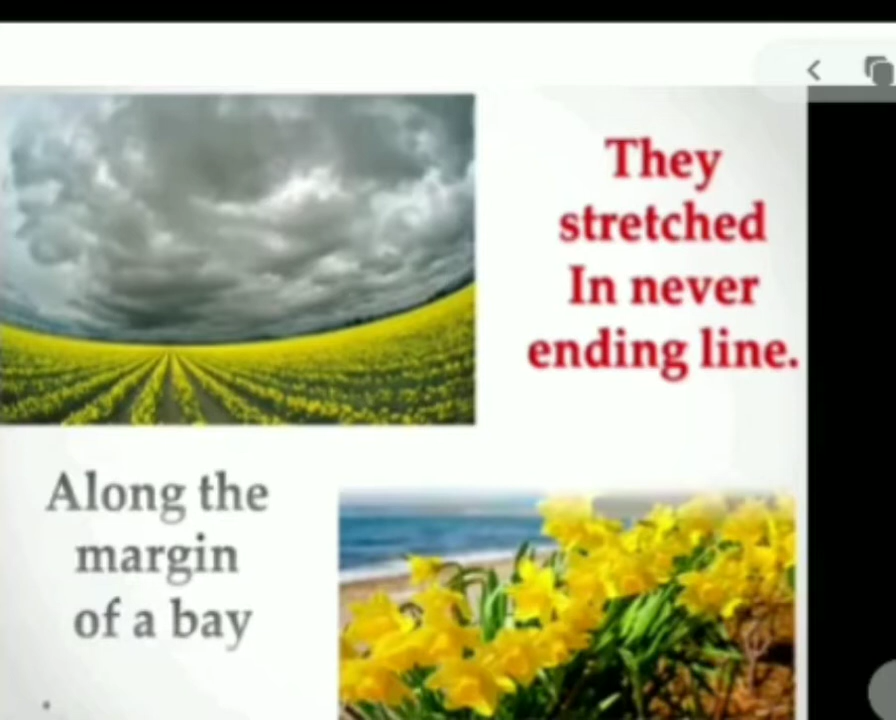 They
stretched
In never
ending line.
Along the
margin
of a bay